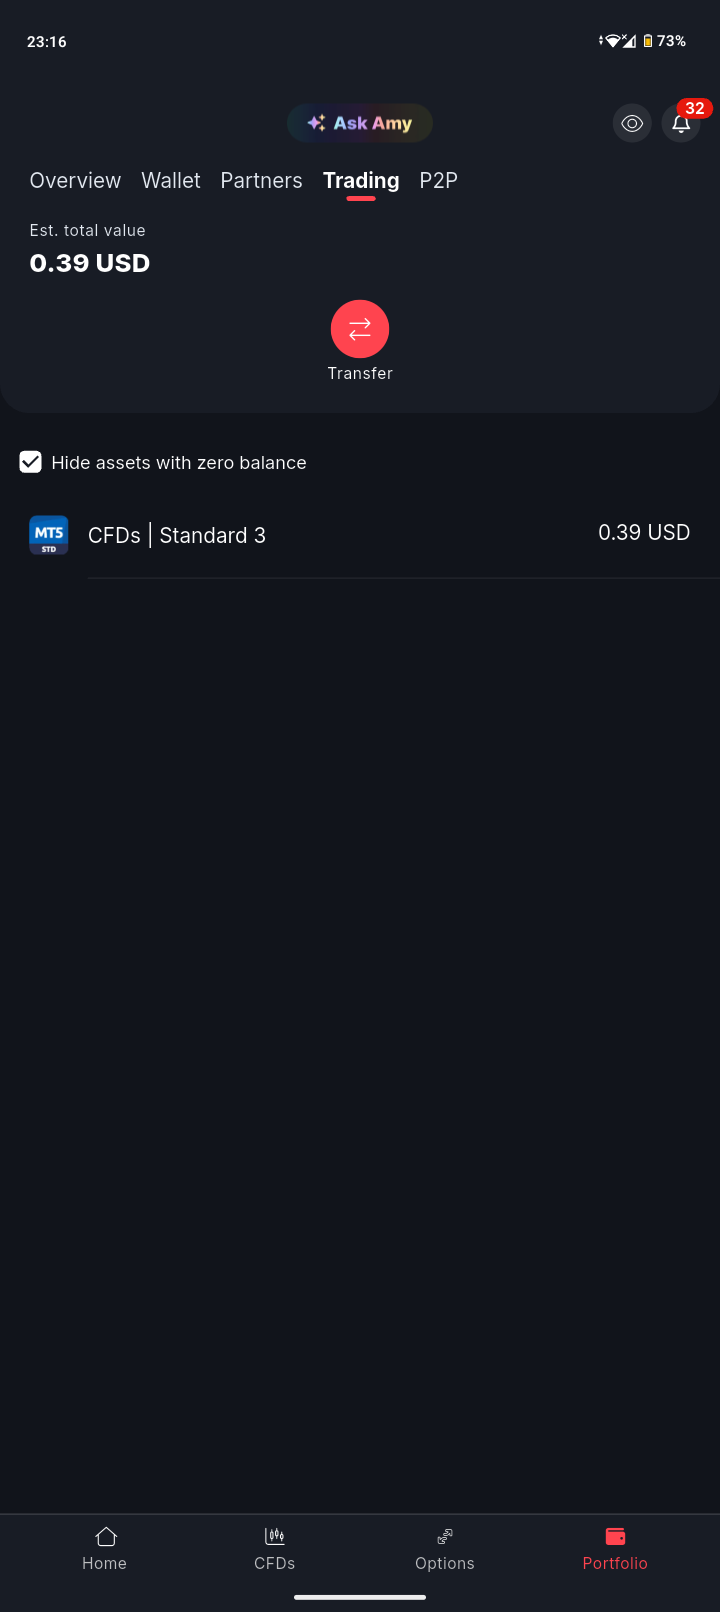 23:16
73%
Ask Amy
32
Overview Wallet Partners Trading P2P
Est. total value
0.39 USD
Transfer
Hide assets with zero balance
MT5
STD
CFDs | Standard 3
0.39 USD
Home CFDs Options Portfolio